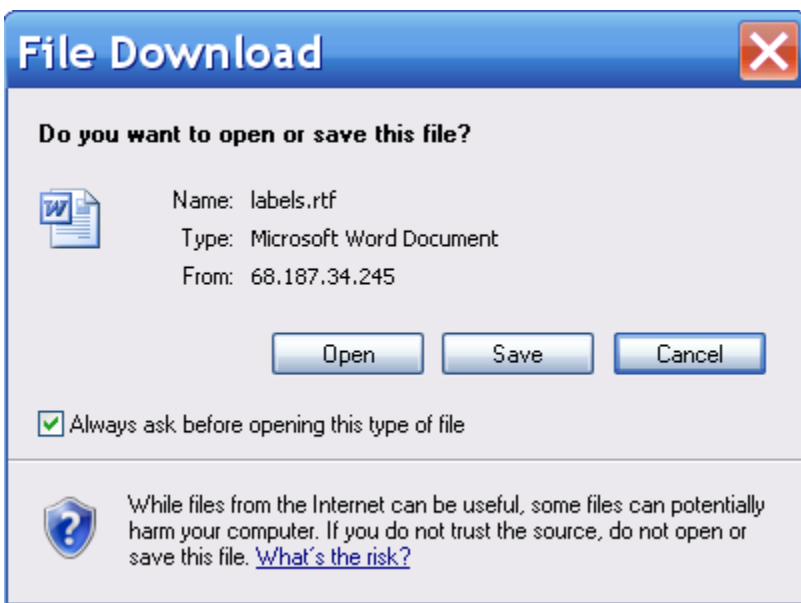 File Download
Do you want to open or save this file?
Name: labels.rtf
Type: Microsoft Word Document
From: 68.187.34.245
Open Save Cancel
Always ask before opening this type of file
While files from the Internet can be useful, some files can potentially
harm your computer. If you do not trust the source, do not open or
save this file. What's the risk?